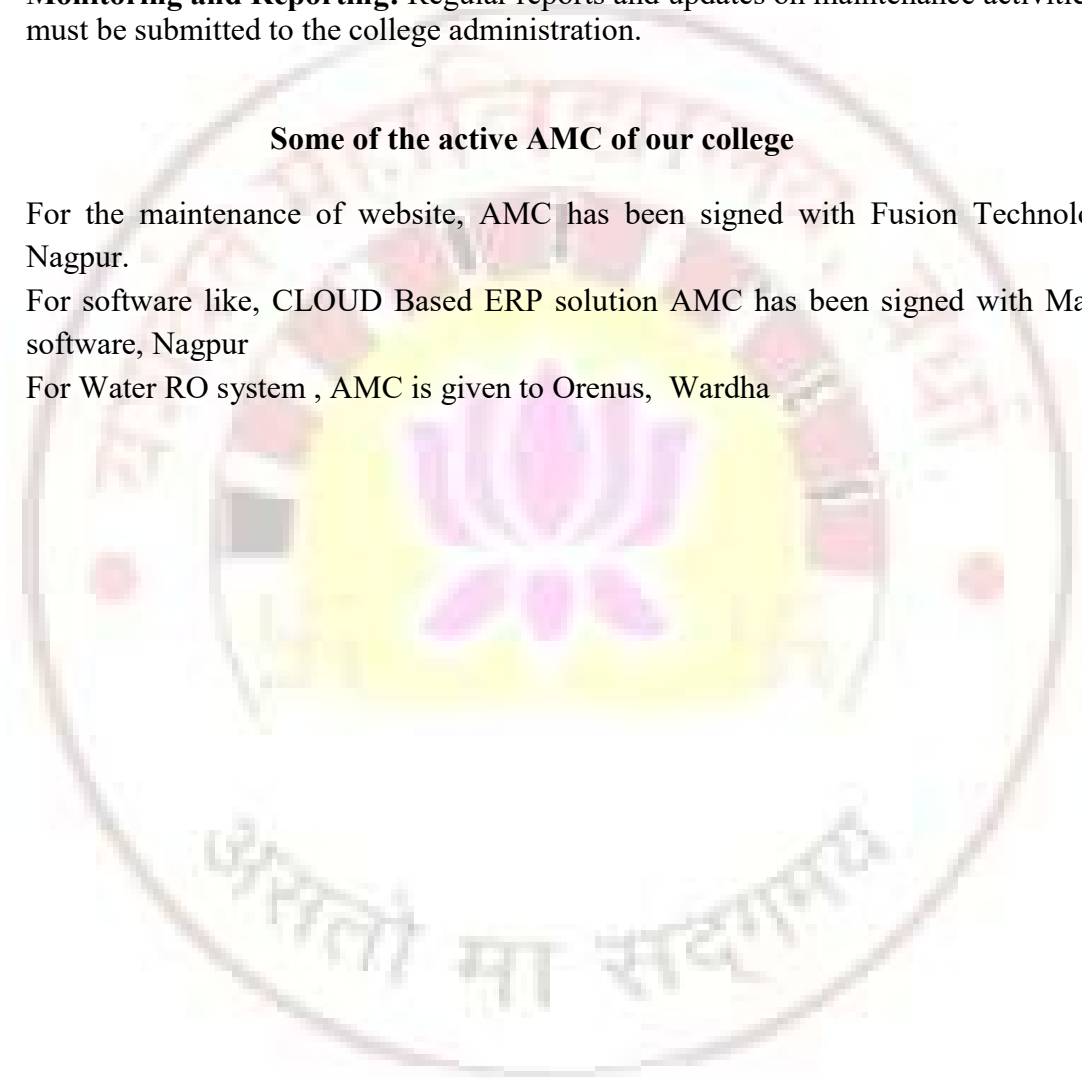 Monitoring and Reporting: Regular reports and updates on maintenance
must be submitted to the college administration.
Some of the active AMC of our college
For the maintenance of website, AMC has been signed with Fusion
Nagpur.
For software like, CLOUD Based ERP solution AMC has been signed with
software, Nagpur
For Water RO system , AMC is given to Orenus, Wardha
असतो मा सद्गमय